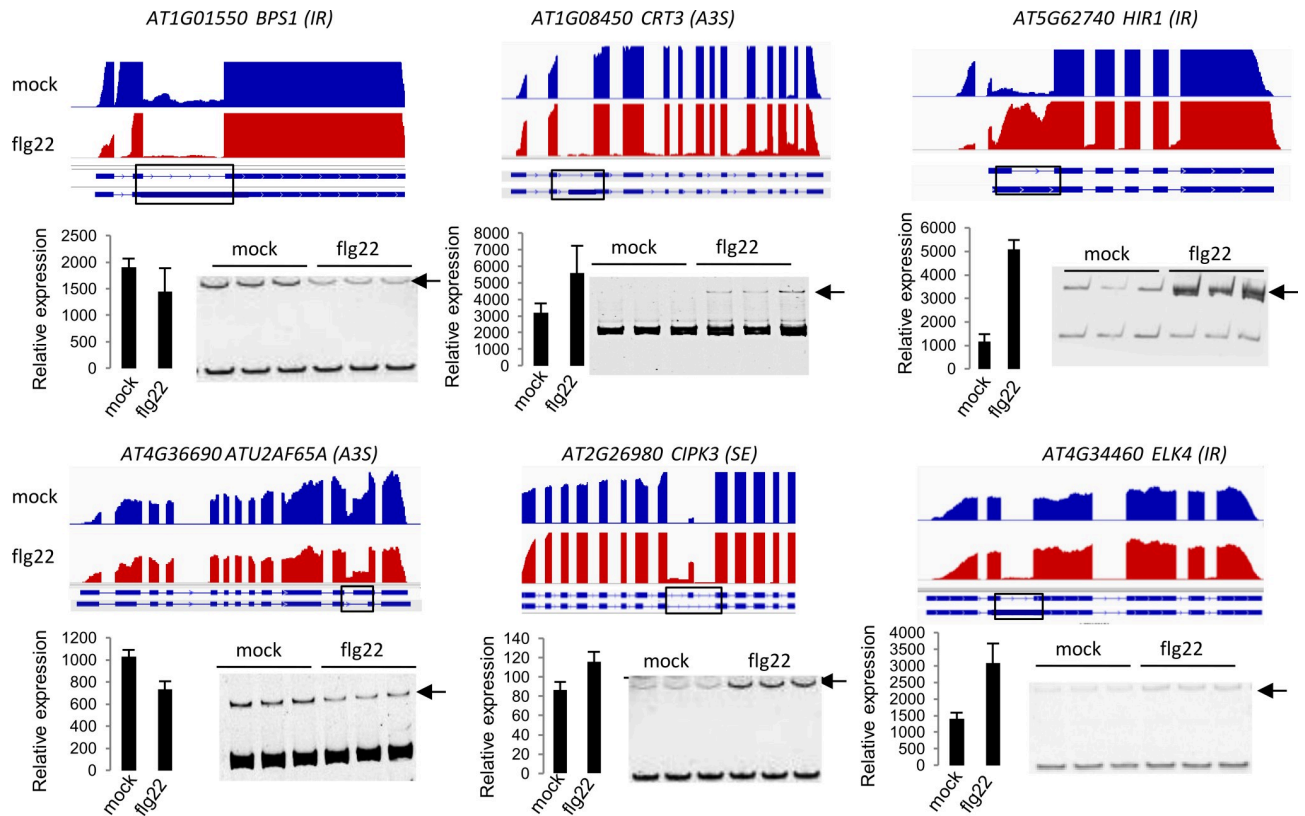 AT1G01550 BPS1 (IR)
AT1G08450 CRT3 (A3S)
AT5G62740 HIR1 (IR)
mock
flg22
Relative expression
2500
2000
1500
1000
500
0
mock
flg22
mock
flg22
Relative expression
8000
7000
6000
5000
4000
3000
2000
1000
0
mock
flg22
mock
flg22
Relative expression
6000
5000
4000
3000
2000
1000
0
mock
flg22
mock
flg22
AT4G36690 ATU2AF65A (A3S)
AT2G26980 CIPK3 (SE)
AT4G34460 ELK4 (IR)
mock
flg22
Relative expression
1200
1000
800
600
400
200
0
mock
flg22
mock
flg22
Relative expression
140
120
100
80
60
40
20
0
mock
flg22
mock
flg22
Relative expression
4000
3500
3000
2500
2000
1500
1000
500
0
mock
flg22
mock
flg22